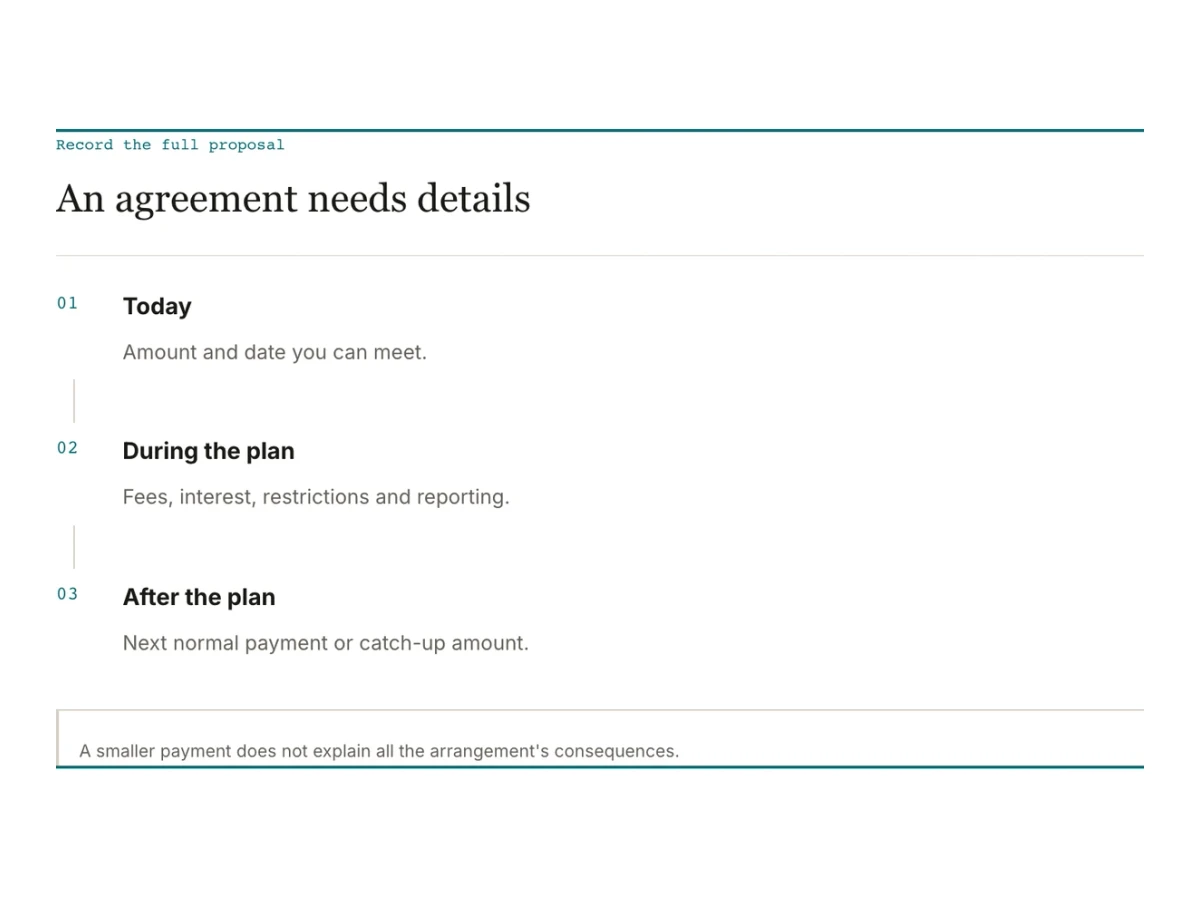 Record the full proposal
An agreement needs details
01
Today
Amount and date you can meet.
02
During the plan
Fees, interest, restrictions and reporting.
03
After the plan
Next normal payment or catch-up amount.
A smaller payment does not explain all the arrangement's consequences.